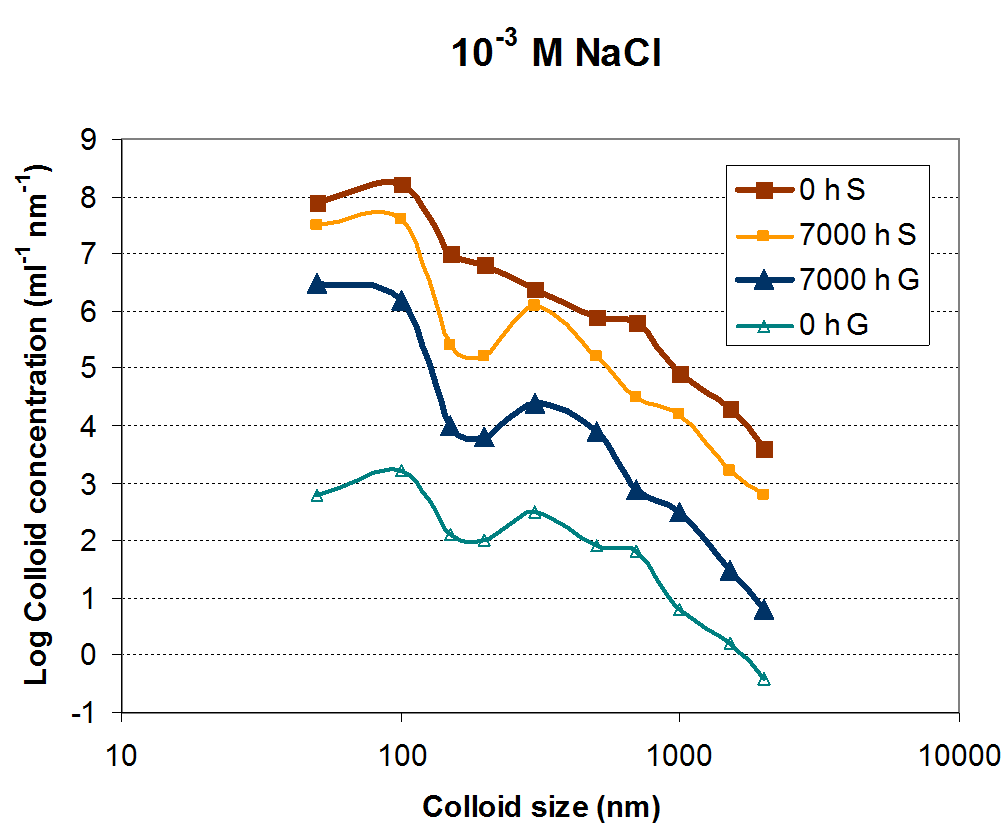 10⁻³ M NaCl
Log Colloid concentration (ml⁻¹ nm⁻¹)
9
8
7
6
5
4
3
2
1
0
-1
10
100
1000
10000
Colloid size (nm)
0 h S
7000 h S
7000 h G
0 h G